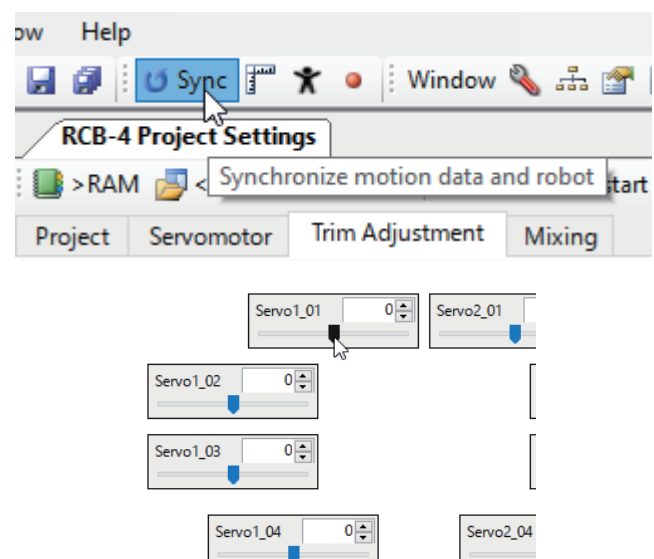 ow Help
Sync Window
RCB-4 Project Settings
>RAM < Synchronize motion data and robot start
Project Servomotor Trim Adjustment Mixing
Servo1_01 0 Servo2_01
Servo1_02 0
Servo1_03 0
Servo1_04 0 Servo2_04